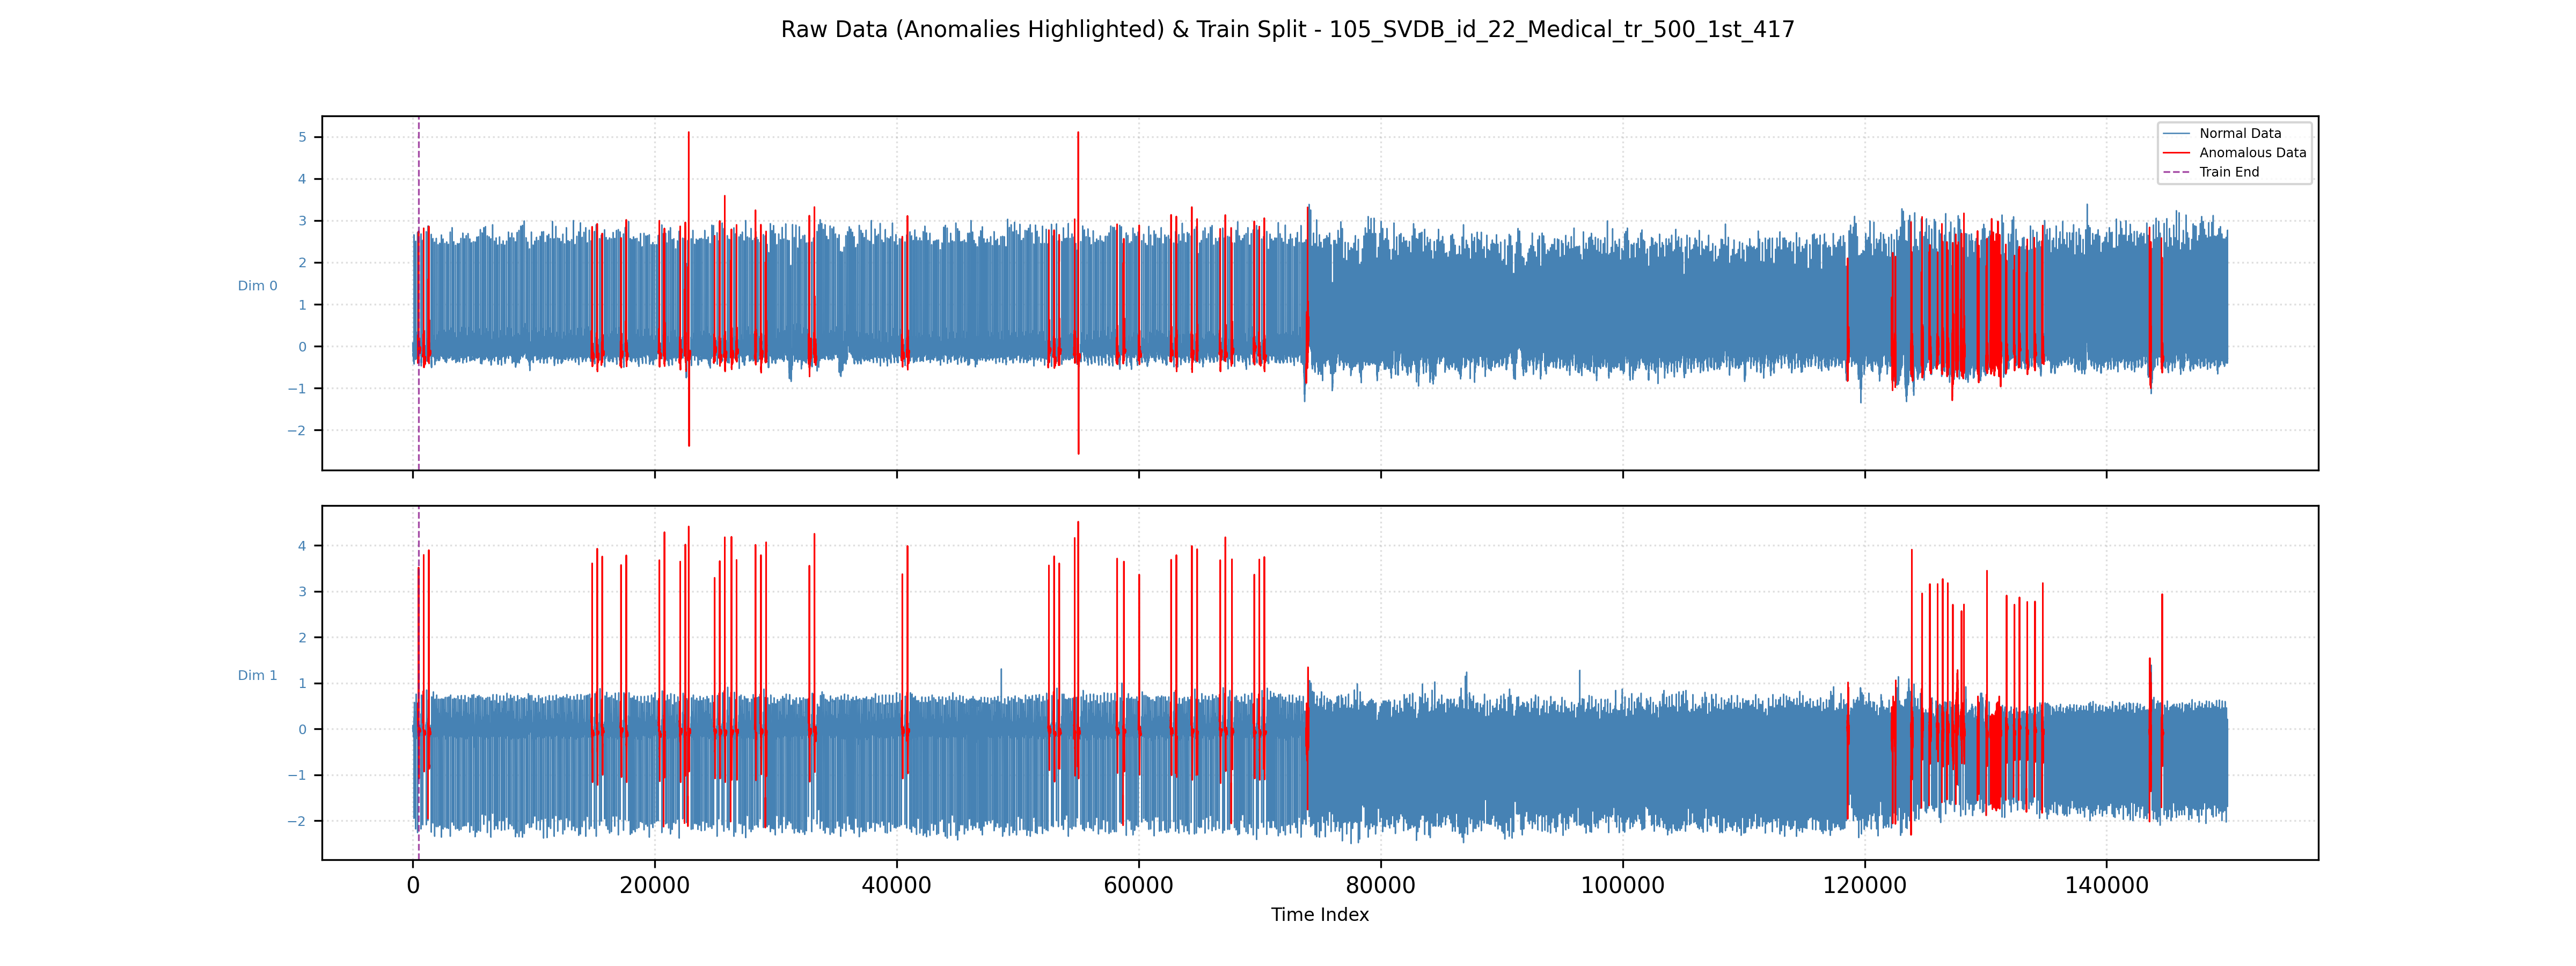 Raw Data (Anomalies Highlighted) & Train Split - 105_SVDB_id_22_Medical_tr_500_1st_417
5
4
3
2
1
0
−1
−2
Dim 0
Normal Data
Anomalous Data
Train End
4
3
2
1
0
−1
−2
Dim 1
0 20000 40000 60000 80000 100000 120000 140000
Time Index